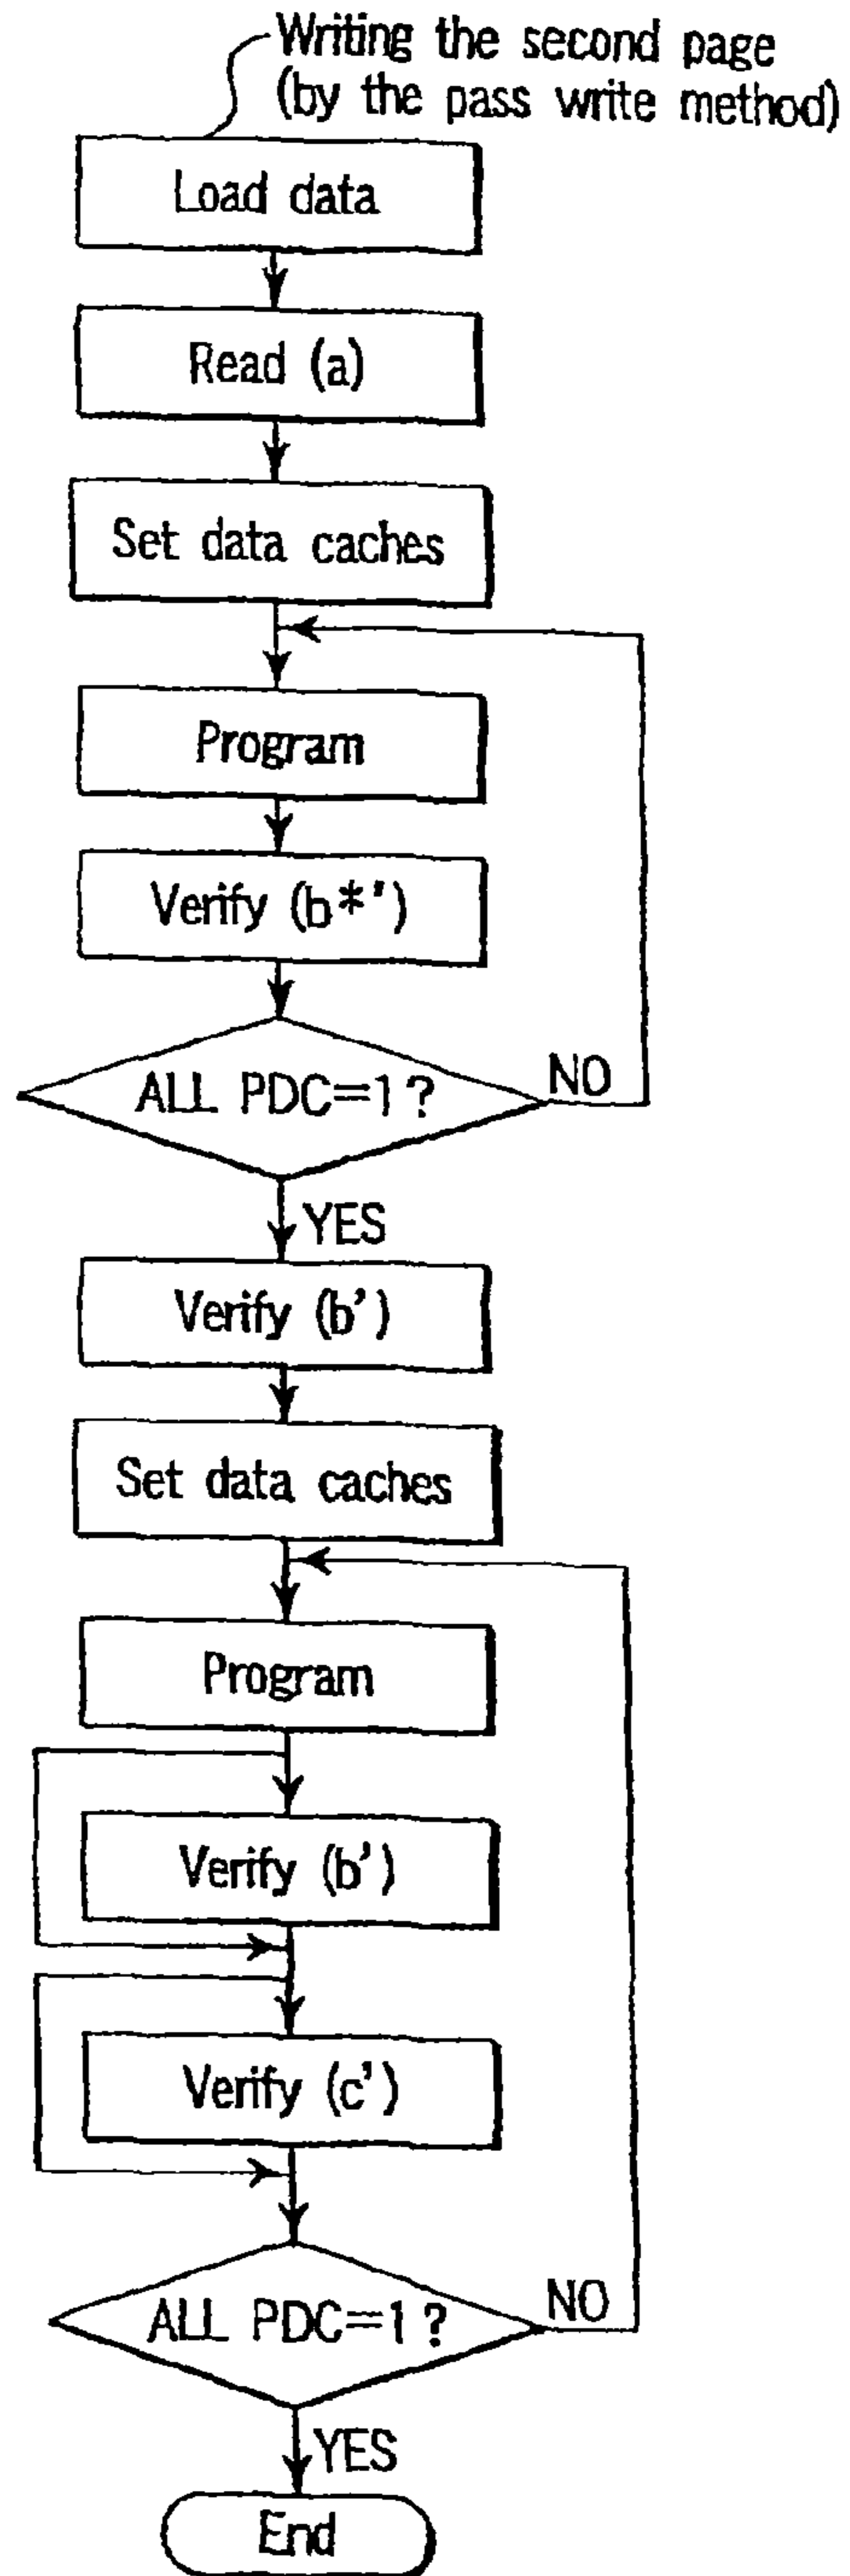 Writing the second page
(by the pass write method)
Load data
Read (a)
Set data caches
Program
Verify (b*')
ALL PDC=1?
NO
YES
Verify (b')
Set data caches
Program
Verify (b')
Verify (c')
ALL PDC=1?
NO
YES
End